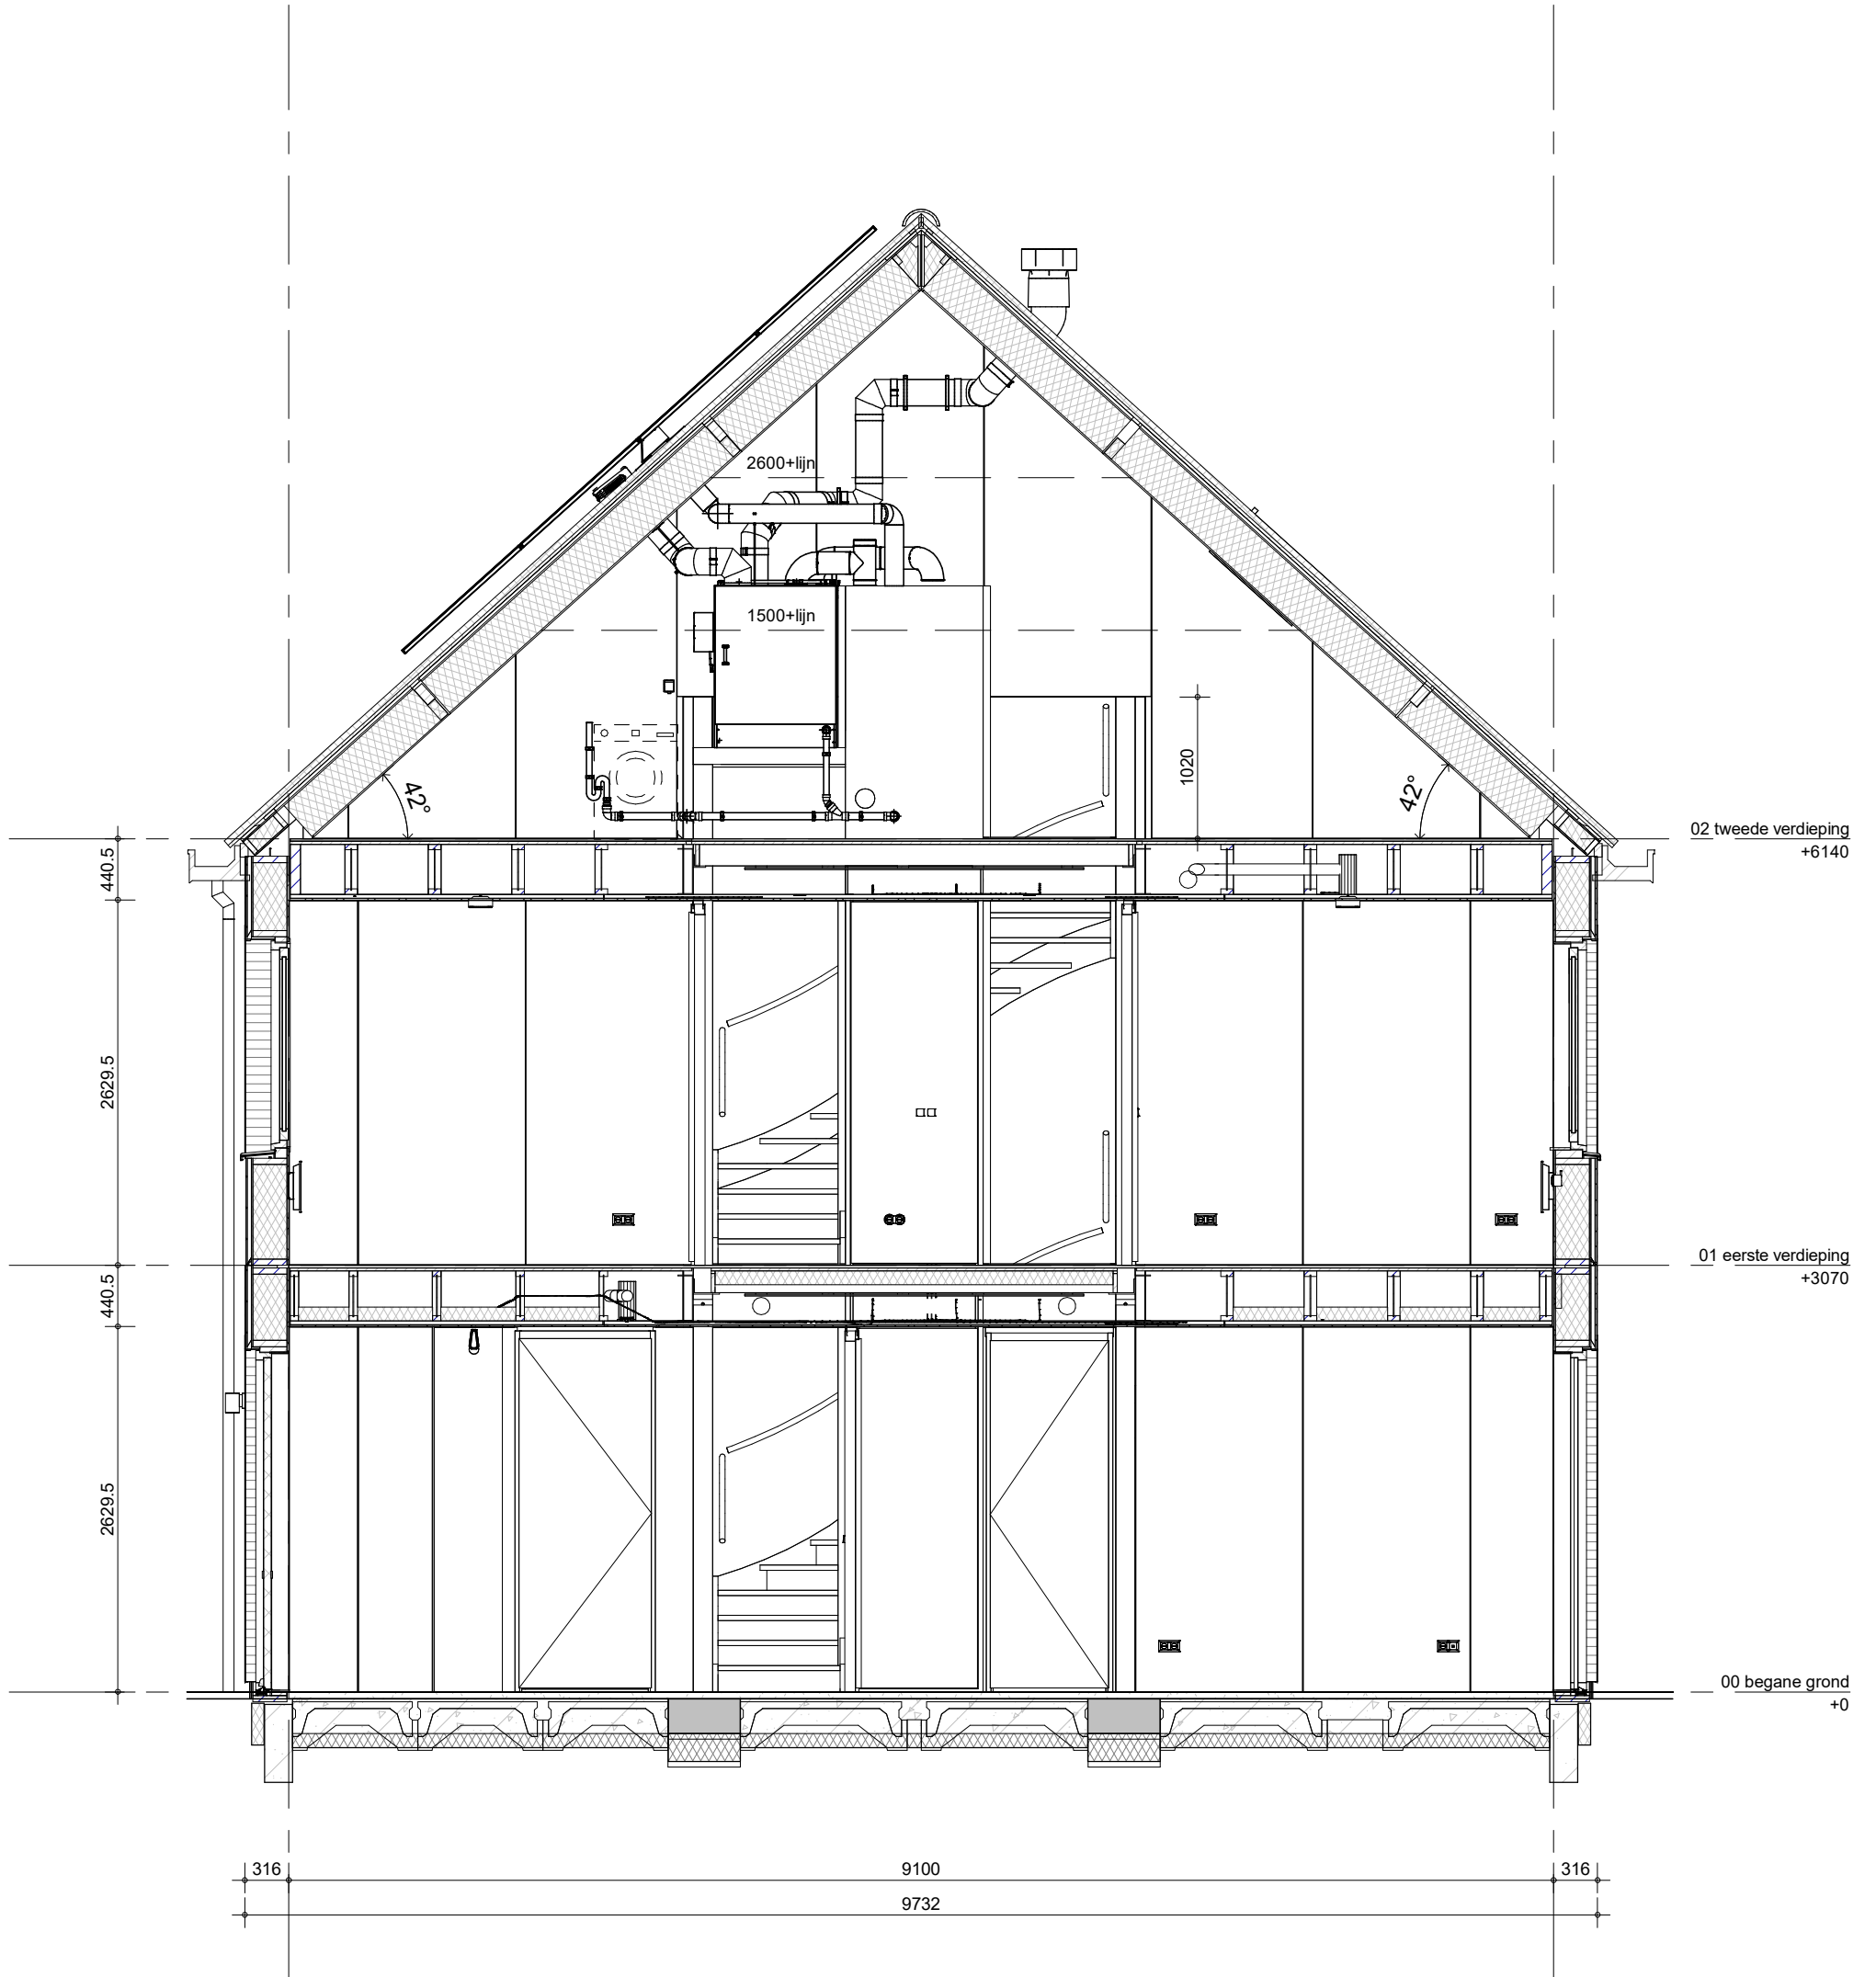 2600+lijn
1500+lijn
1020
42°
42°
02 tweede verdieping
+6140
440.5
2629.5
01 eerste verdieping
+3070
440.5
2629.5
00 begane grond
+0
316
9100
316
9732